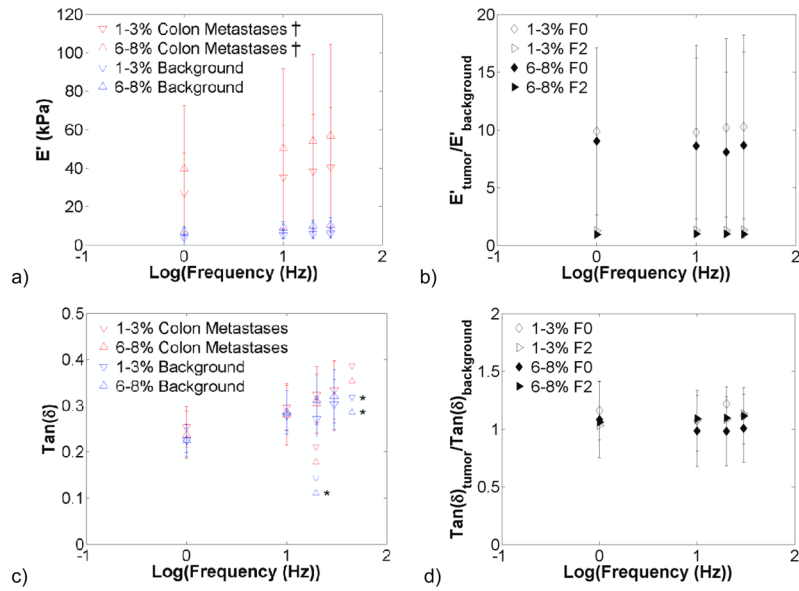 120
100
80
60
40
20
0
E' (kPa)
1-3% Colon Metastases †
6-8% Colon Metastases †
1-3% Background
6-8% Background
-1
0
1
2
Log(Frequency (Hz))
a)
20
15
10
5
0
E'tumor/E'background
1-3% F0
1-3% F2
6-8% F0
6-8% F2
-1
0
1
2
Log(Frequency (Hz))
b)
0.5
0.4
0.3
0.2
0.1
0
Tan(δ)
1-3% Colon Metastases
6-8% Colon Metastases
1-3% Background
6-8% Background
*
*
*
-1
0
1
2
Log(Frequency (Hz))
c)
2
1.5
1
0.5
0
Tan(δ)tumor/Tan(δ)background
1-3% F0
1-3% F2
6-8% F0
6-8% F2
-1
0
1
2
Log(Frequency (Hz))
d)